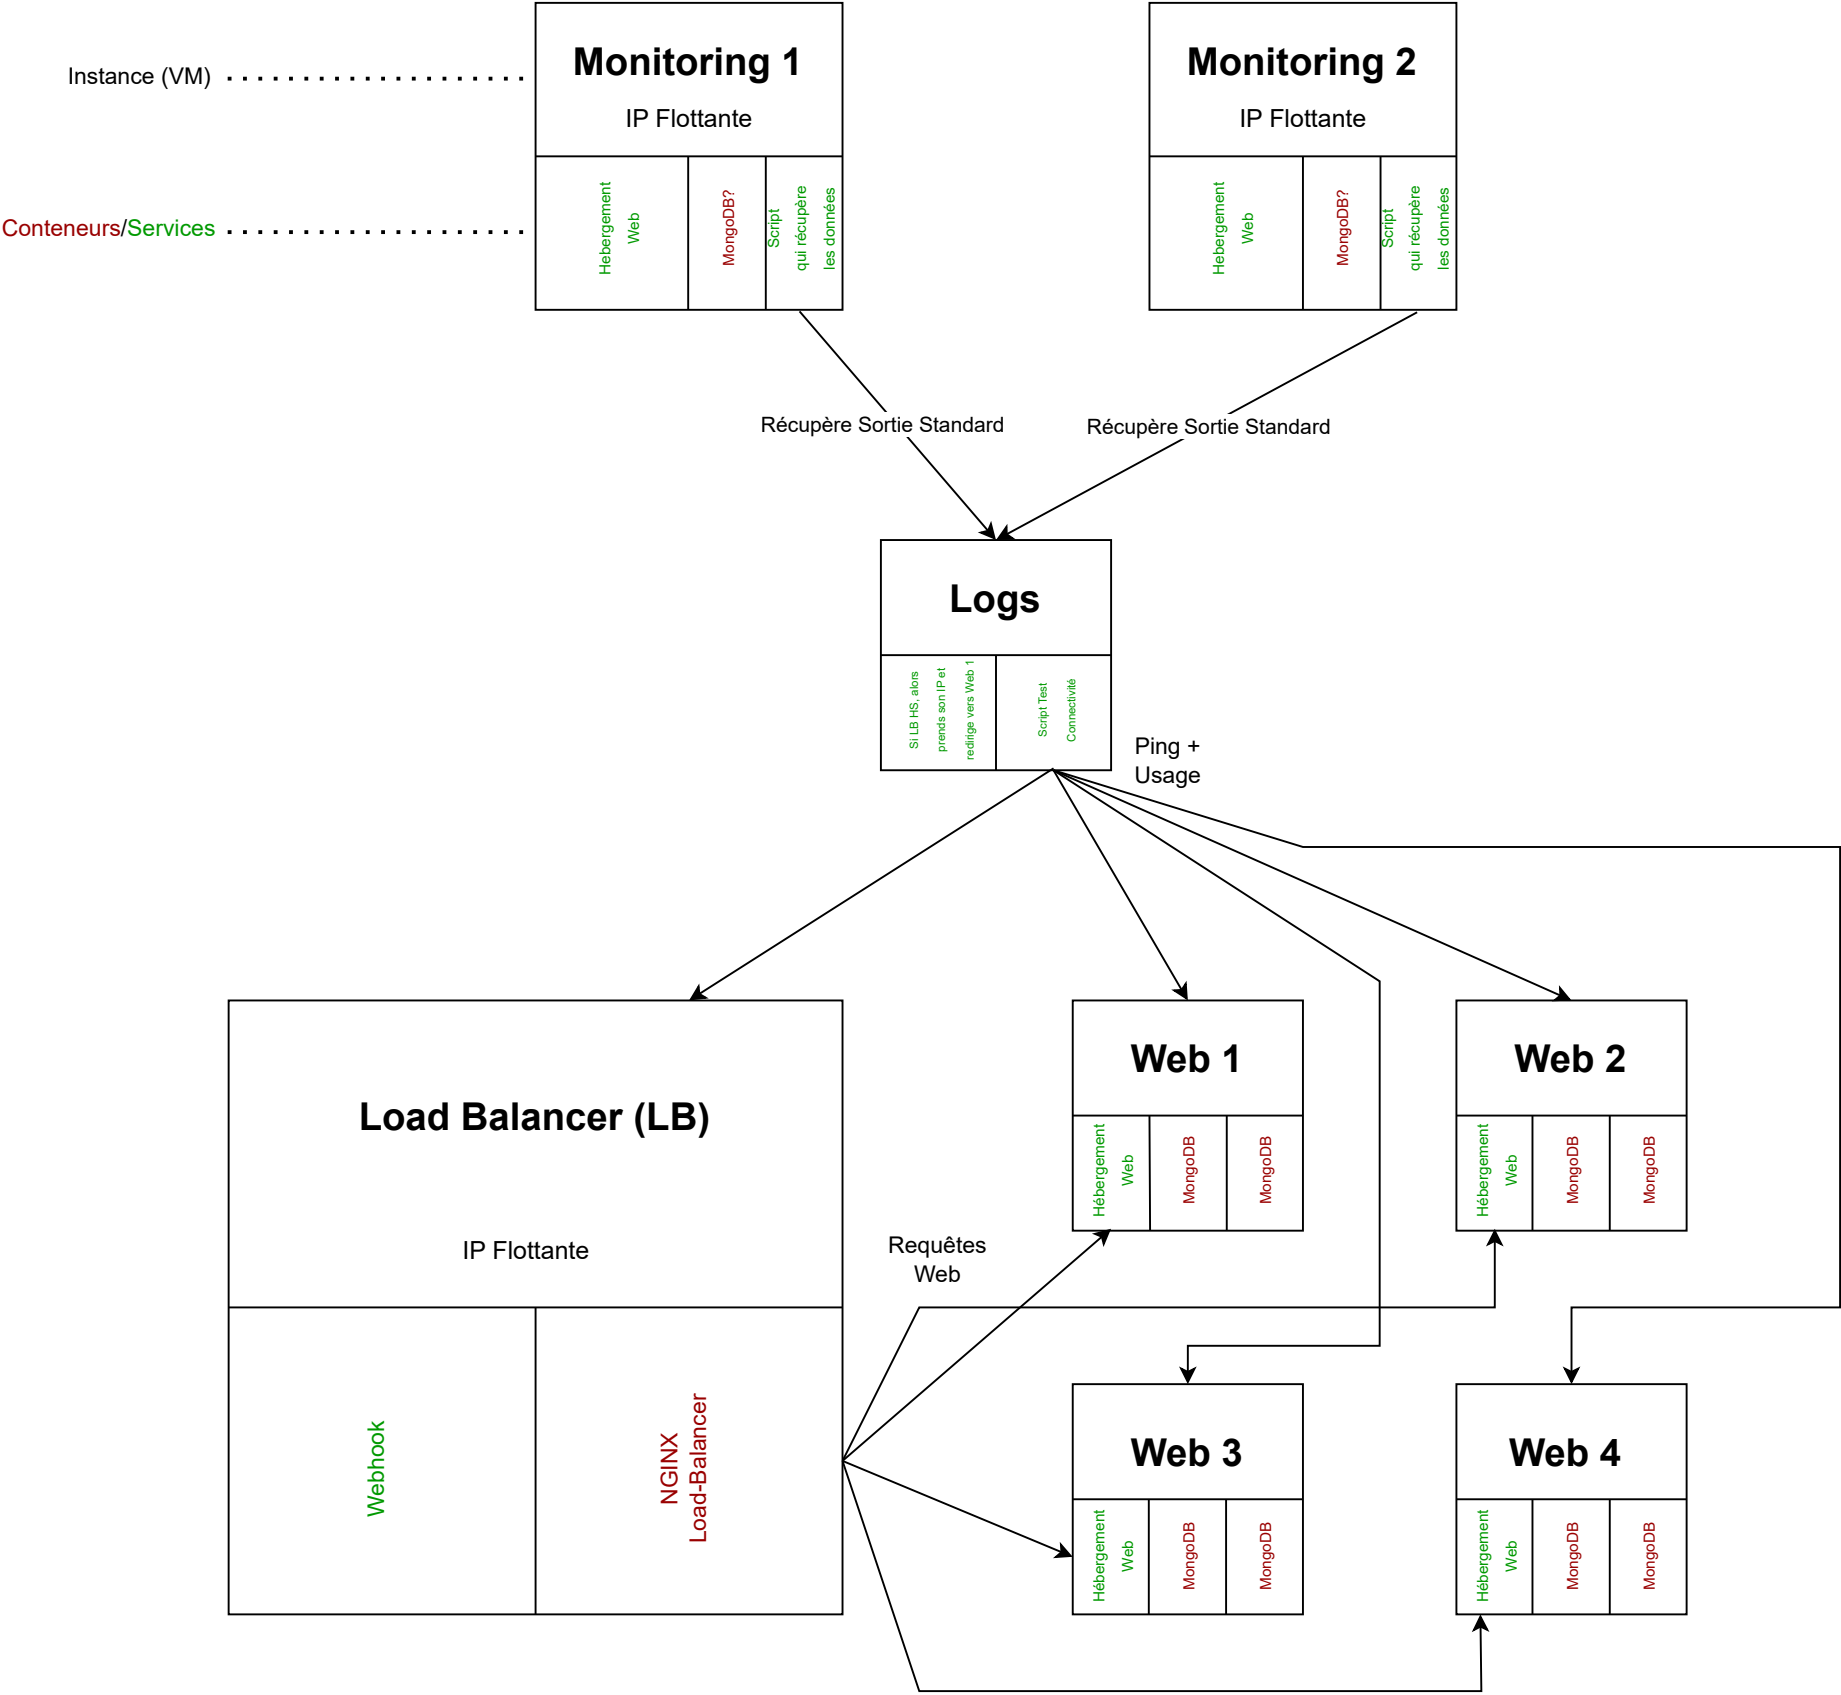 Monitoring 1
IP Flottante
Monitoring 2
IP Flottante
Instance (VM)
Conteneurs/Services
Hebergement
Web
MongoDB?
Script
qui récupère
les données
Hebergement
Web
MongoDB?
Script
qui récupère
les données
Récupère Sortie Standard
Récupère Sortie Standard
Logs
Si LB HS, alors
prends son IP et
redirige vers Web 1
Script Test
Connectivité
Ping +
Usage
Load Balancer (LB)
IP Flottante
Webhook
NGINX
Load-Balancer
Requêtes
Web
Web 1
Hébergement
Web
MongoDB
MongoDB
Web 2
Hébergement
Web
MongoDB
MongoDB
Web 3
Hébergement
Web
MongoDB
MongoDB
Web 4
Hébergement
Web
MongoDB
MongoDB